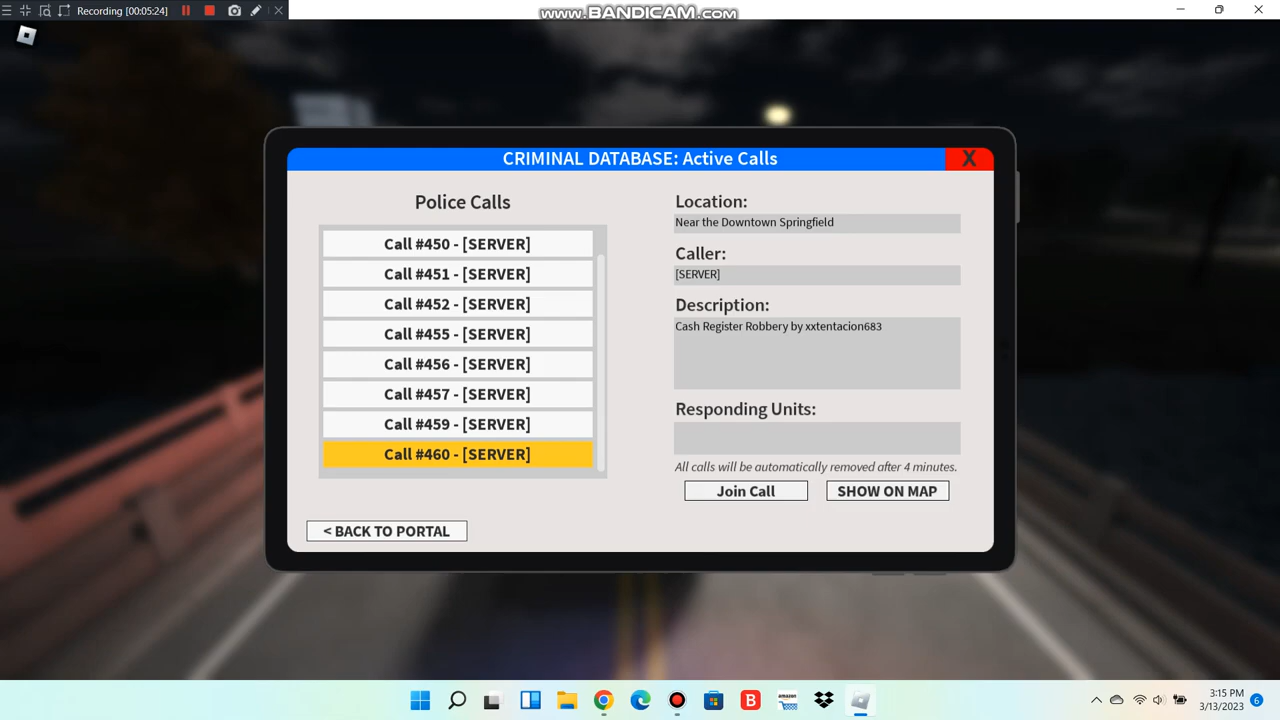 Recording [00:05:24]
www.BANDICAM.com
CRIMINAL DATABASE: Active Calls
X
Police Calls
Call #450 - [SERVER]
Call #451 - [SERVER]
Call #452 - [SERVER]
Call #455 - [SERVER]
Call #456 - [SERVER]
Call #457 - [SERVER]
Call #459 - [SERVER]
Call #460 - [SERVER]
< BACK TO PORTAL
Location:
Near the Downtown Springfield
Caller:
[SERVER]
Description:
Cash Register Robbery by xxtentacion683
Responding Units:
All calls will be automatically removed after 4 minutes.
Join Call
SHOW ON MAP
B
amazon
3:15 PM
3/13/2023
6